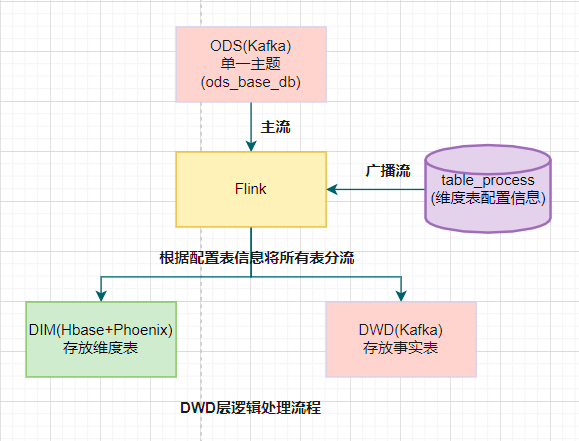 ODS(Kafka)
单一主题
(ods_base_db)
主流
Flink
广播流
table_process
(维度表配置信息)
根据配置表信息将所有表分流
DIM(Hbase+Phoenix)
存放维度表
DWD(Kafka)
存放事实表
DWD层逻辑处理流程